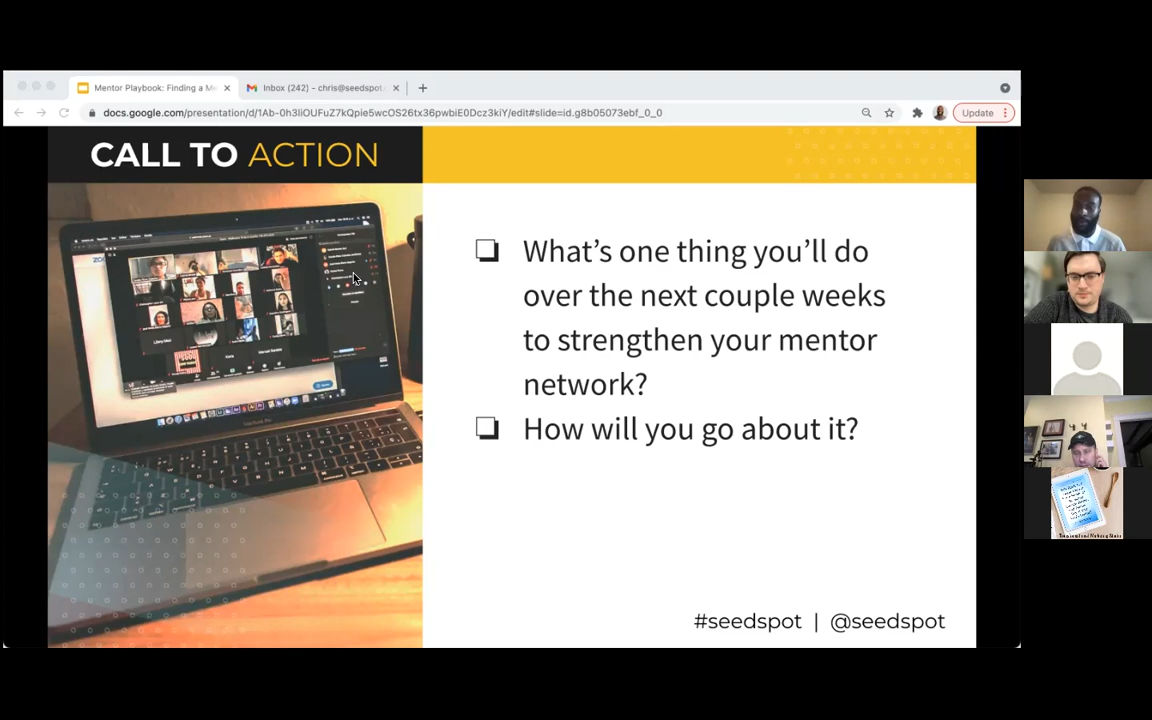 Mentor Playbook: Finding a Me
Inbox (242) - chris@seedspot.
docs.google.com/presentation/d/1Ab-0h3liOUFuZ7kQpie5wcOS26tx36pwbiE0Dcz3kiY/edit#slide=id.g8b05073ebf_0_0
Update
CALL TO ACTION
What’s one thing you’ll do
over the next couple weeks
to strengthen your mentor
network?
How will you go about it?
#seedspot | @seedspot